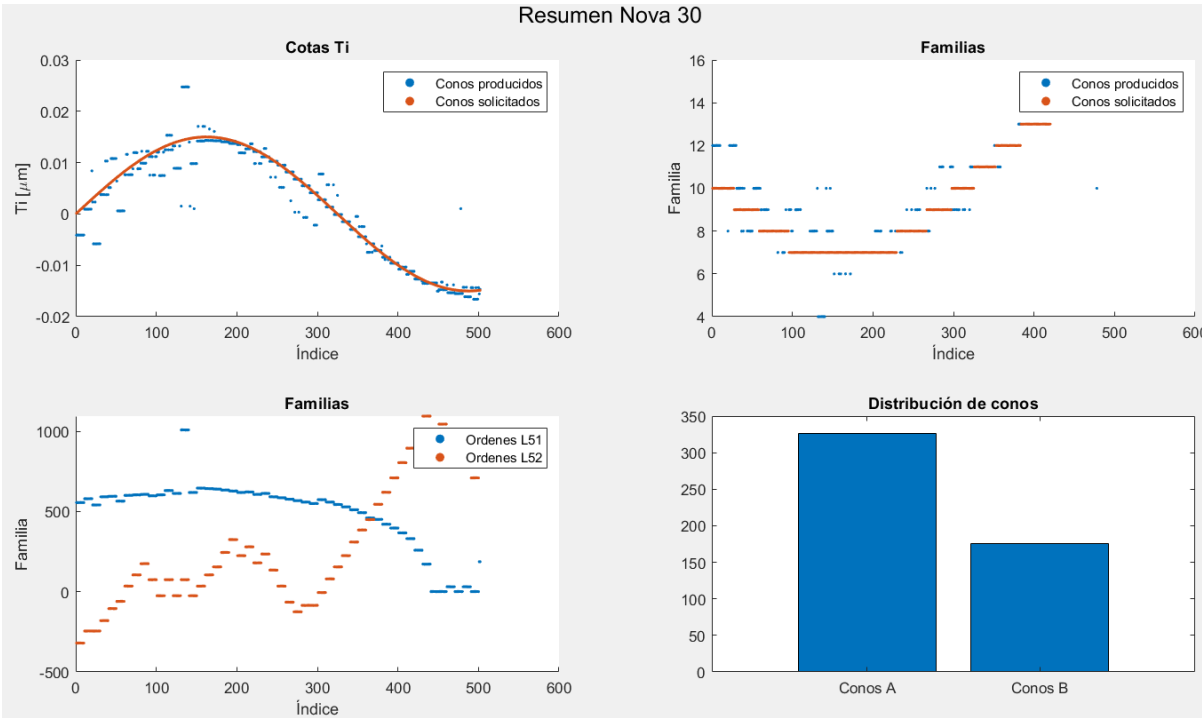 Resumen Nova 30
Cotas Ti
0.03
0.02
0.01
0
-0.01
-0.02
Ti [μm]
0 100 200 300 400 500 600
Índice
Conos producidos
Conos solicitados
Familias
16
14
12
10
8
6
4
Familia
0 100 200 300 400 500 600
Índice
Conos producidos
Conos solicitados
Familias
1000
500
0
-500
Familia
0 100 200 300 400 500 600
Índice
Ordenes L51
Ordenes L52
Distribución de conos
350
300
250
200
150
100
50
0
Conos A Conos B